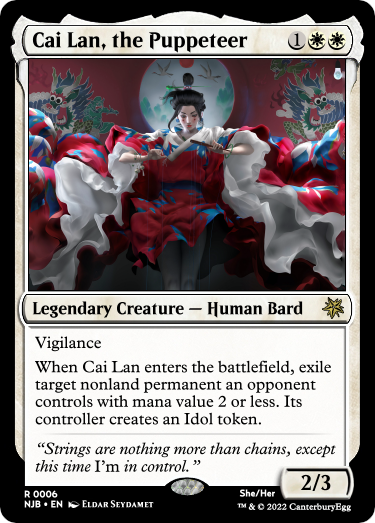 Cai Lan, the Puppeteer 1
Legendary Creature — Human Bard
Vigilance
When Cai Lan enters the battlefield, exile
target nonland permanent an opponent
controls with mana value 2 or less. Its
controller creates an Idol token.
“Strings are nothing more than chains, except
this time I’m in control.”
2/3
R 0006 She/Her
NJB • EN Eldar Seydamet ™ & © 2022 CanterburyEgg